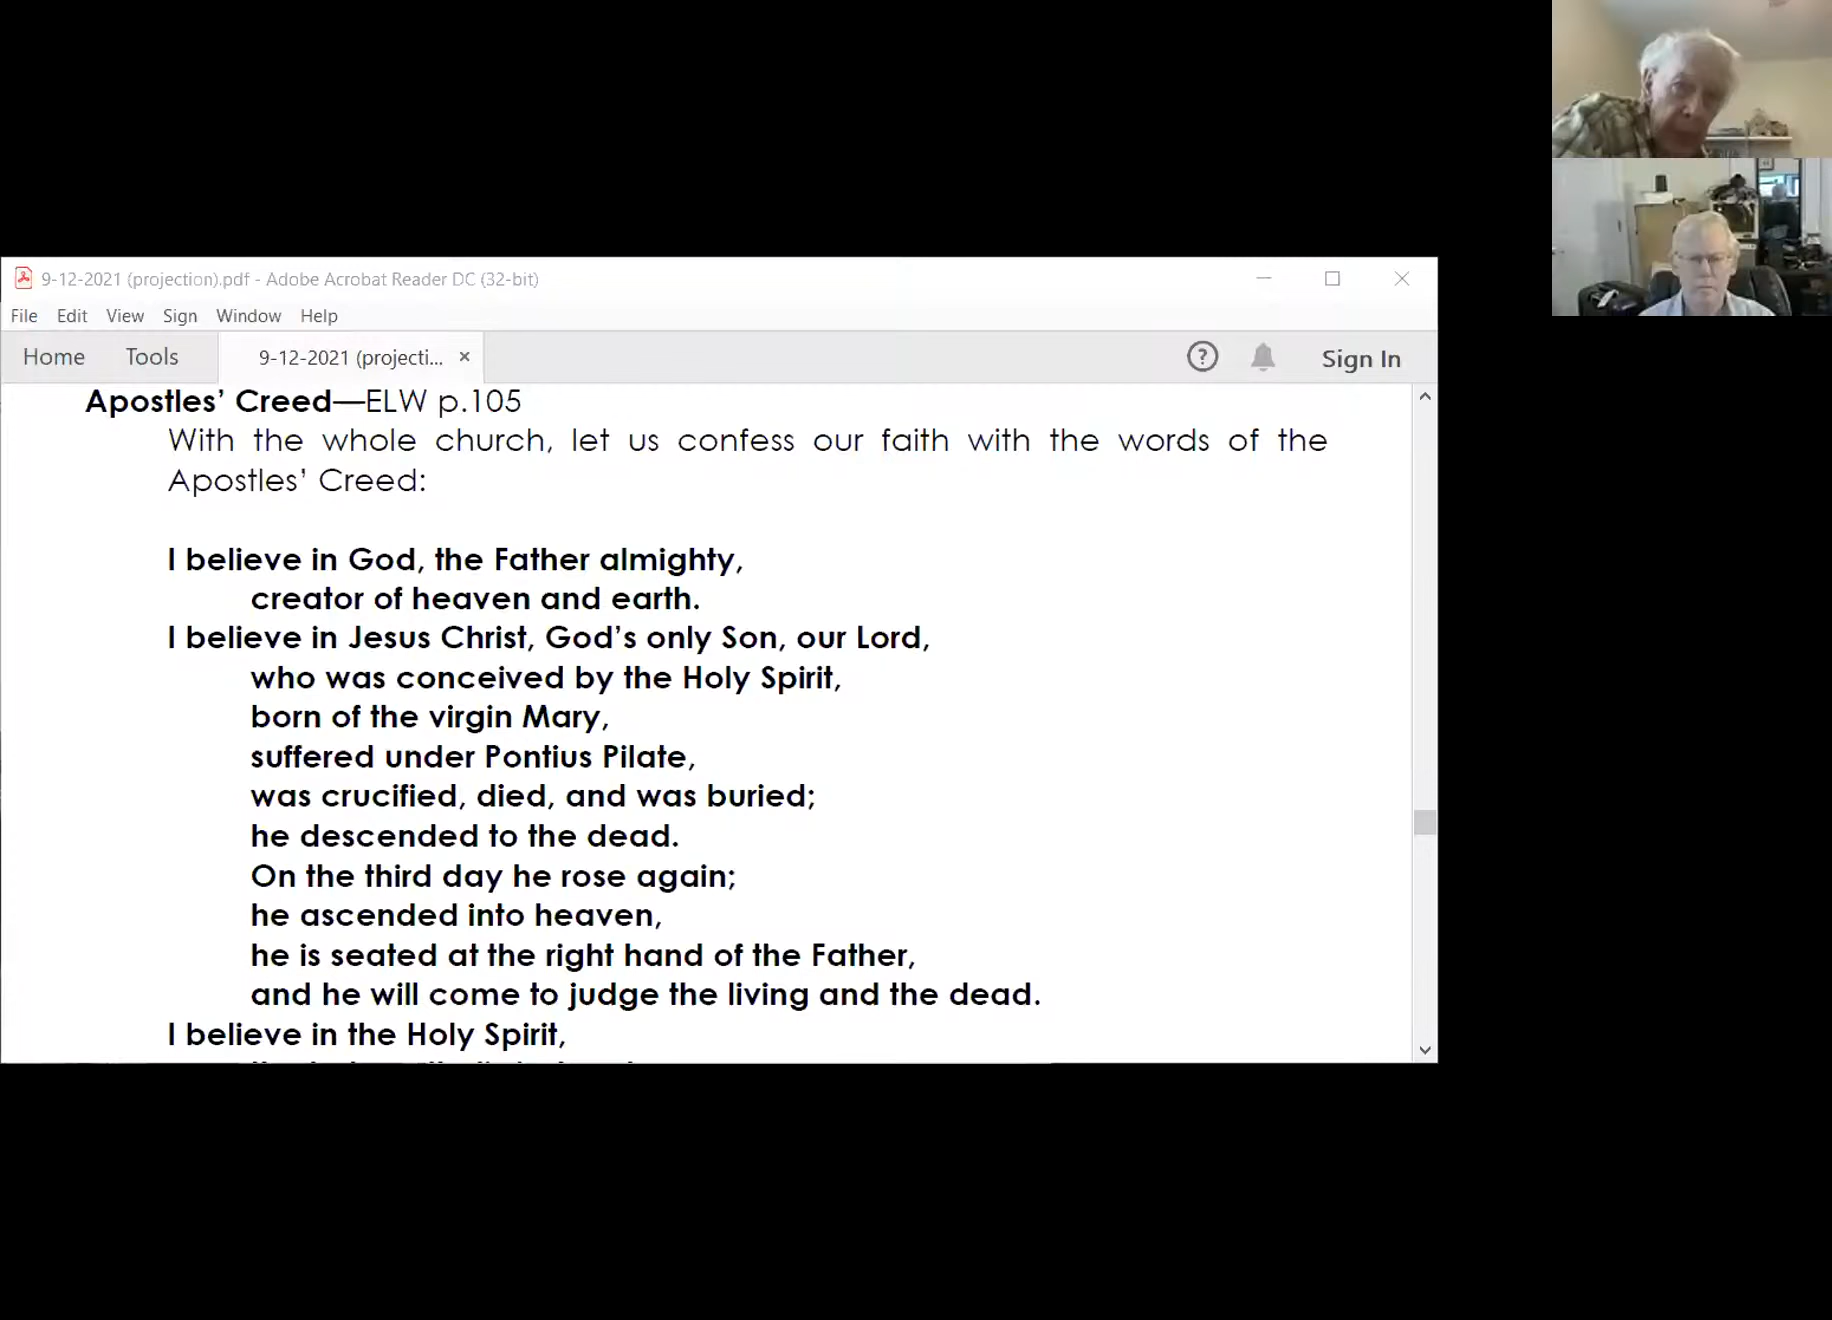 9-12-2021 (projection).pdf - Adobe Acrobat Reader DC (32-bit)
File Edit View Sign Window Help
Home Tools 9-12-2021 (projecti... × ? Sign In
Apostles’ Creed—ELW p.105
With the whole church, let us confess our faith with the words of the
Apostles’ Creed:
I believe in God, the Father almighty,
creator of heaven and earth.
I believe in Jesus Christ, God’s only Son, our Lord,
who was conceived by the Holy Spirit,
born of the virgin Mary,
suffered under Pontius Pilate,
was crucified, died, and was buried;
he descended to the dead.
On the third day he rose again;
he ascended into heaven,
he is seated at the right hand of the Father,
and he will come to judge the living and the dead.
I believe in the Holy Spirit,